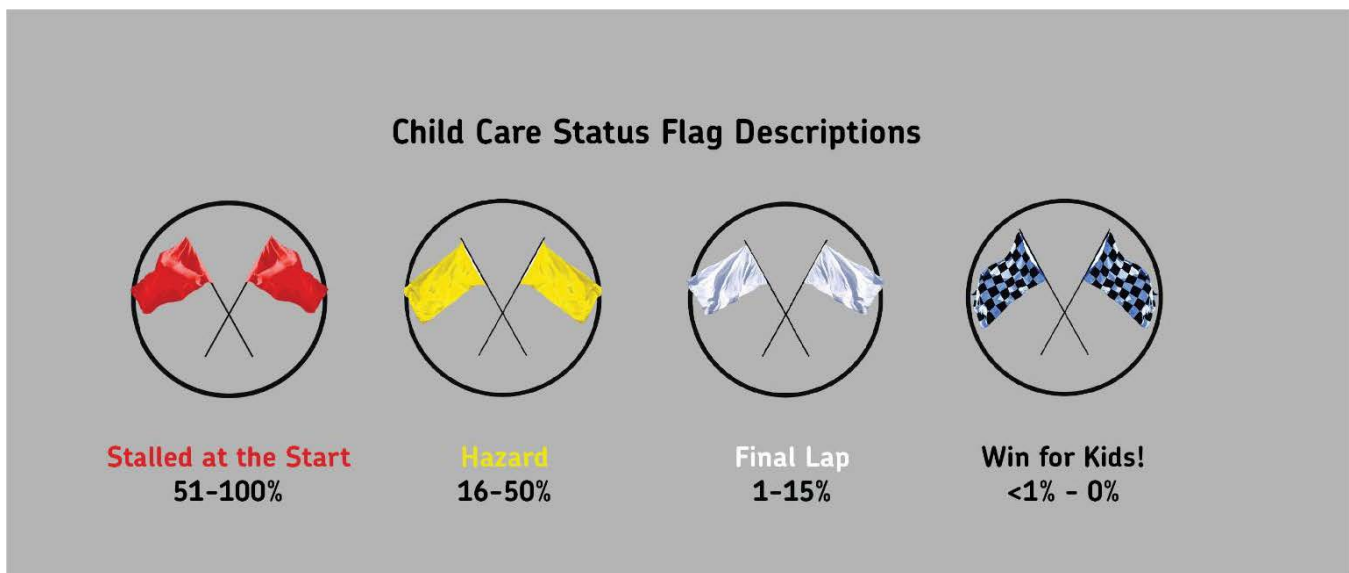 Child Care Status Flag Descriptions
Stalled at the Start
51-100%
Hazard
16-50%
Final Lap
1-15%
Win for Kids!
<1% - 0%